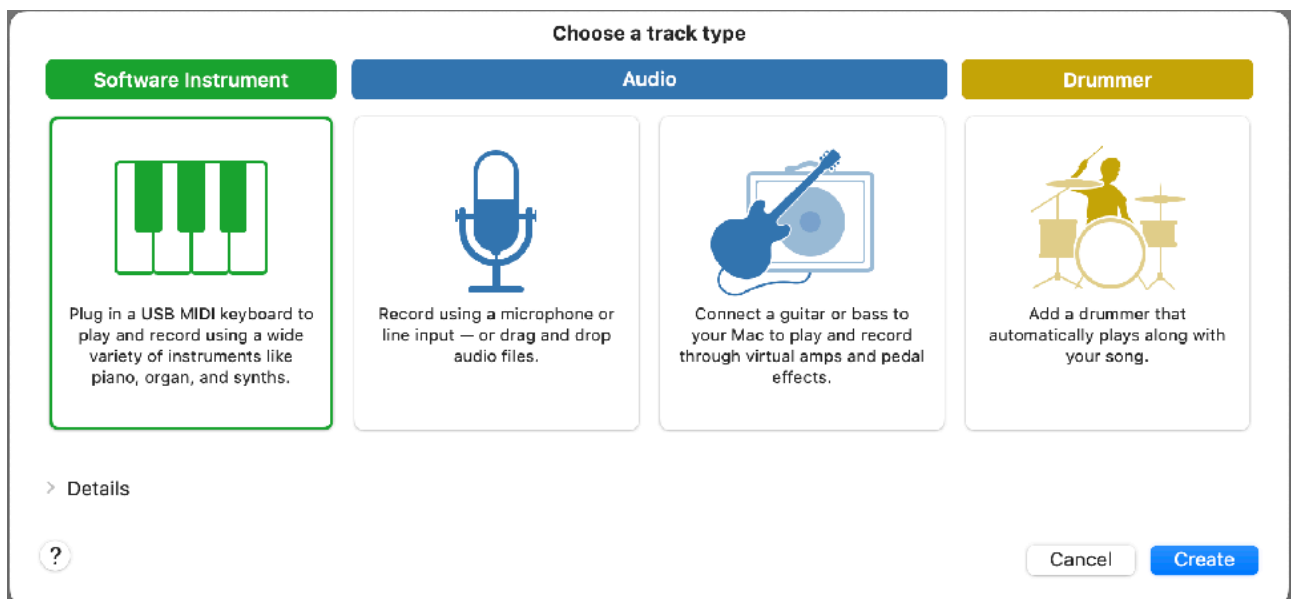 Choose a track type
Software Instrument
Audio
Drummer
Plug in a USB MIDI keyboard to
play and record using a wide
variety of instruments like
piano, organ, and synths.
Record using a microphone or
line input — or drag and drop
audio files.
Connect a guitar or bass to
your Mac to play and record
through virtual amps and pedal
effects.
Add a drummer that
automatically plays along with
your song.
Details
?
Cancel
Create